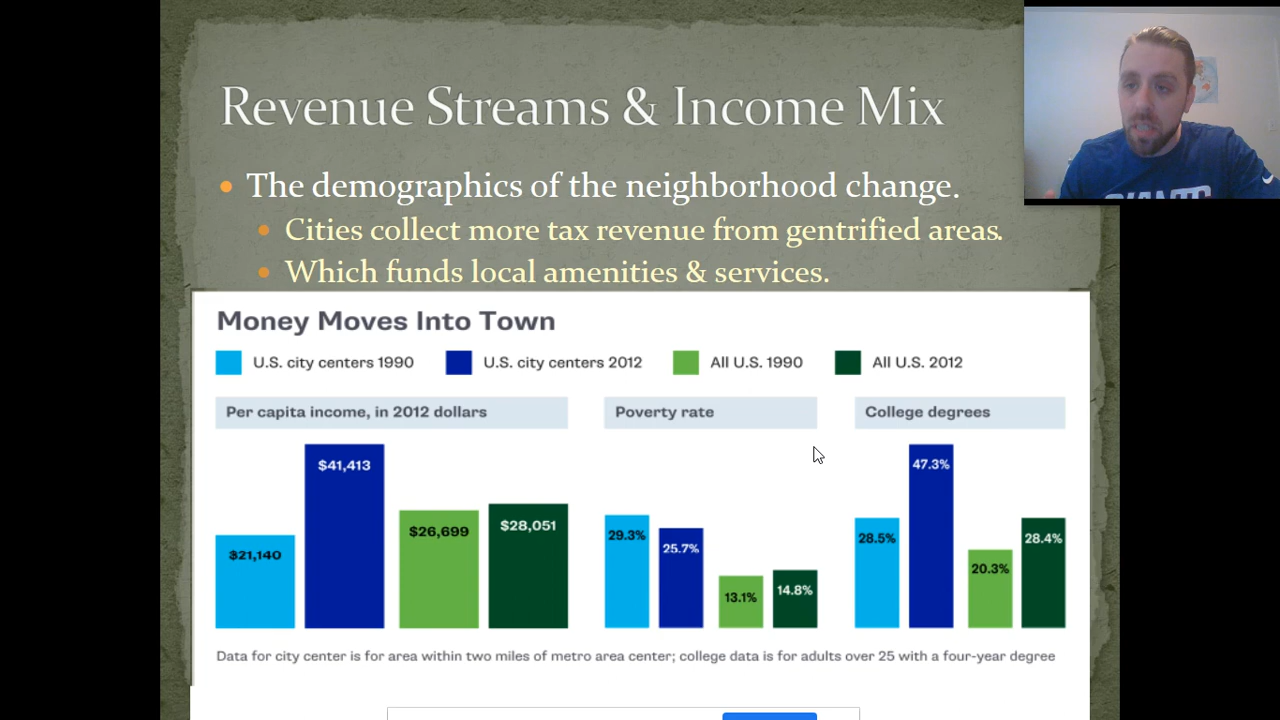 Revenue Streams & Income Mix
The demographics of the neighborhood change.
Cities collect more tax revenue from gentrified areas.
Which funds local amenities & services.
Money Moves Into Town
U.S. city centers 1990 U.S. city centers 2012 All U.S. 1990 All U.S. 2012
Per capita income, in 2012 dollars Poverty rate College degrees
$21,140 $41,413 $26,699 $28,051
29.3% 25.7% 13.1% 14.8%
28.5% 47.3% 20.3% 28.4%
Data for city center is for area within two miles of metro area center; college data is for adults over 25 with a four-year degree